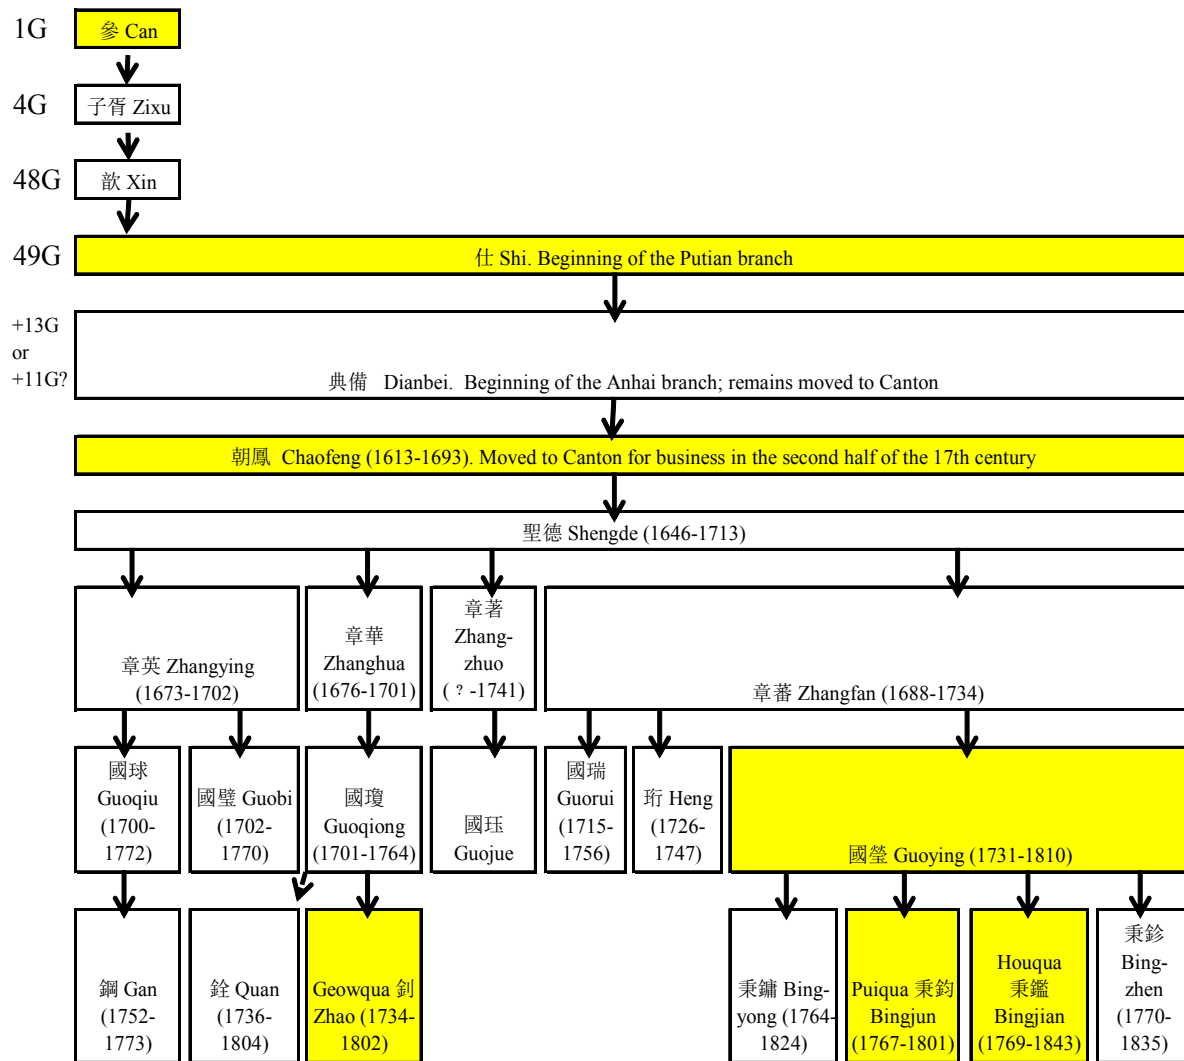 1G
參 Can
4G
子胥 Zixu
48G
歆 Xin
49G
仕 Shi. Beginning of the Putian branch
+13G
or
+11G?
典備 Dianbei. Beginning of the Anhai branch; remains moved to Canton
朝鳳 Chaofeng (1613-1693). Moved to Canton for business in the second half of the 17th century
聖德 Shengde (1646-1713)
章英 Zhangying
(1673-1702)
章華
Zhanghua
(1676-1701)
章著
Zhang-
zhuo
(?-1741)
章蕃 Zhangfan (1688-1734)
國球
Guoqiu
(1700-
1772)
國璧 Guobi
(1702-
1770)
國瓊
Guoqiong
(1701-1764)
國玨
Guojue
國瑞
Guorui
(1715-
1756)
珩 Heng
(1726-
1747)
國瑩 Guoying (1731-1810)
鋼 Gan
(1752-
1773)
銓 Quan
(1736-
1804)
Geowqua 釗
Zhao (1734-
1802)
秉鏞 Bing-
yong (1764-
1824)
Puiqua 秉鈞
Bingjun
(1767-1801)
Houqua
秉鑑
Bingjian
(1769-1843)
秉鉁
Bing-
zhen
(1770-
1835)